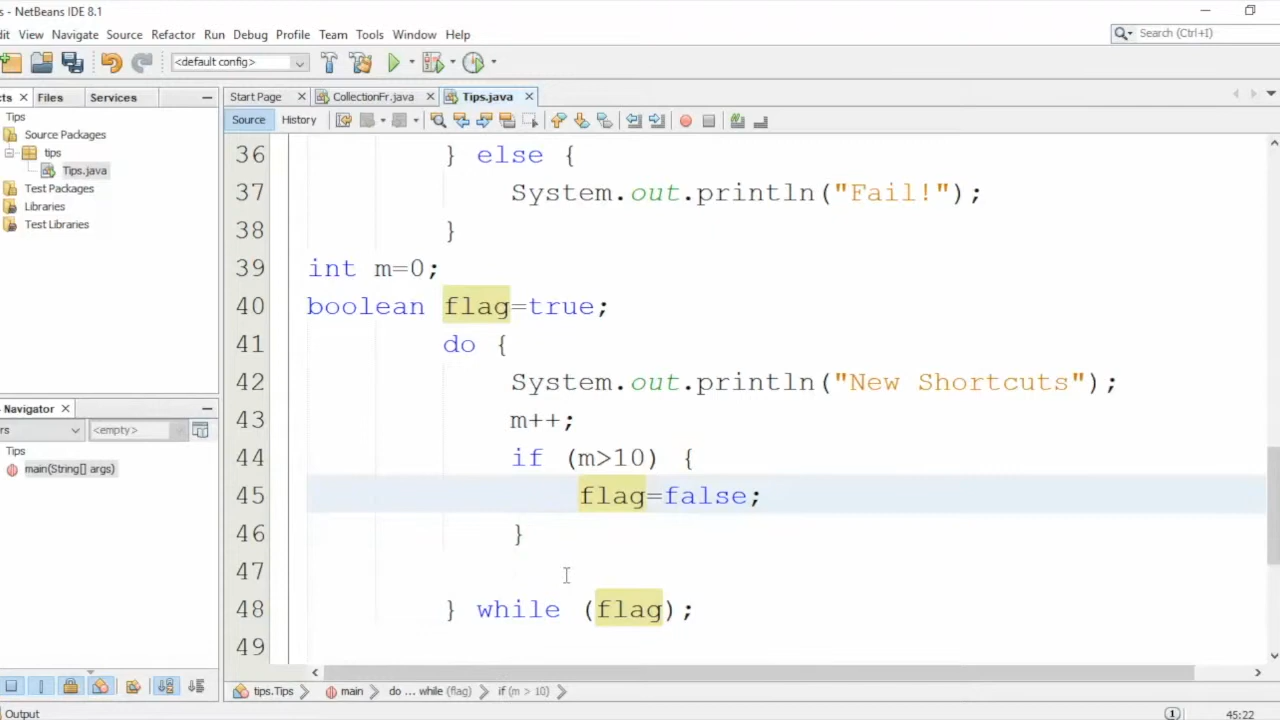 s - NetBeans IDE 8.1
dit View Navigate Source Refactor Run Debug Profile Team Tools Window Help
Search (Ctrl+I)
<default config>
cts Files Services
Start Page CollectionFr.java Tips.java
Source History
Tips
Source Packages
tips
Tips.java
Test Packages
Libraries
Test Libraries
36 } else {
37 System.out.println("Fail!");
38 }
39 int m=0;
40 boolean flag=true;
41 do {
42 System.out.println("New Shortcuts");
43 m++;
44 if (m>10) {
45 flag=false;
46 }
47
48 } while (flag);
49
Navigator
rs <empty>
Tips
main(String[] args)
tips.Tips main do ... while (flag) if (m > 10)
Output
1 45:22